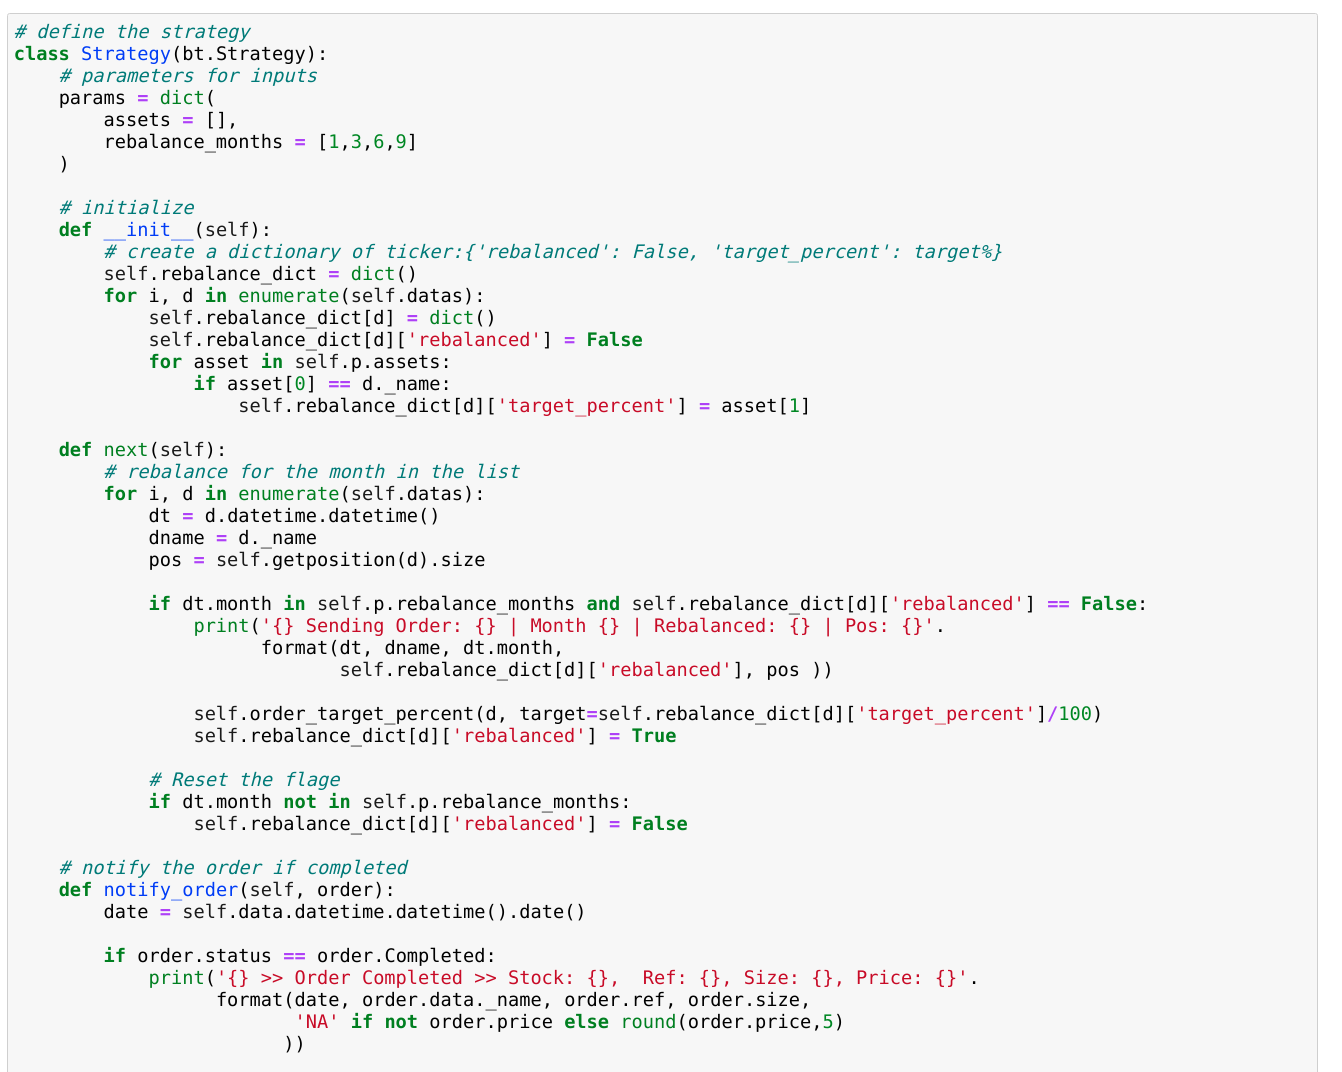 # define the strategy
class Strategy(bt.Strategy):
    # parameters for inputs
    params = dict(
        assets = [],
        rebalance_months = [1,3,6,9]
    )

    # initialize
    def __init__(self):
        # create a dictionary of ticker:{'rebalanced': False, 'target_percent': target%}
        self.rebalance_dict = dict()
        for i, d in enumerate(self.datas):
            self.rebalance_dict[d] = dict()
            self.rebalance_dict[d]['rebalanced'] = False
            for asset in self.p.assets:
                if asset[0] == d._name:
                    self.rebalance_dict[d]['target_percent'] = asset[1]

    def next(self):
        # rebalance for the month in the list
        for i, d in enumerate(self.datas):
            dt = d.datetime.datetime()
            dname = d._name
            pos = self.getposition(d).size

            if dt.month in self.p.rebalance_months and self.rebalance_dict[d]['rebalanced'] == False:
                print('{} Sending Order: {} | Month {} | Rebalanced: {} | Pos: {}'.
                      format(dt, dname, dt.month,
                             self.rebalance_dict[d]['rebalanced'], pos ))

                self.order_target_percent(d, target=self.rebalance_dict[d]['target_percent']/100)
                self.rebalance_dict[d]['rebalanced'] = True

            # Reset the flage
            if dt.month not in self.p.rebalance_months:
                self.rebalance_dict[d]['rebalanced'] = False

    # notify the order if completed
    def notify_order(self, order):
        date = self.data.datetime.datetime().date()

        if order.status == order.Completed:
            print('{} >> Order Completed >> Stock: {},  Ref: {}, Size: {}, Price: {}'.
                  format(date, order.data._name, order.ref, order.size,
                         'NA' if not order.price else round(order.price,5)
                        ))